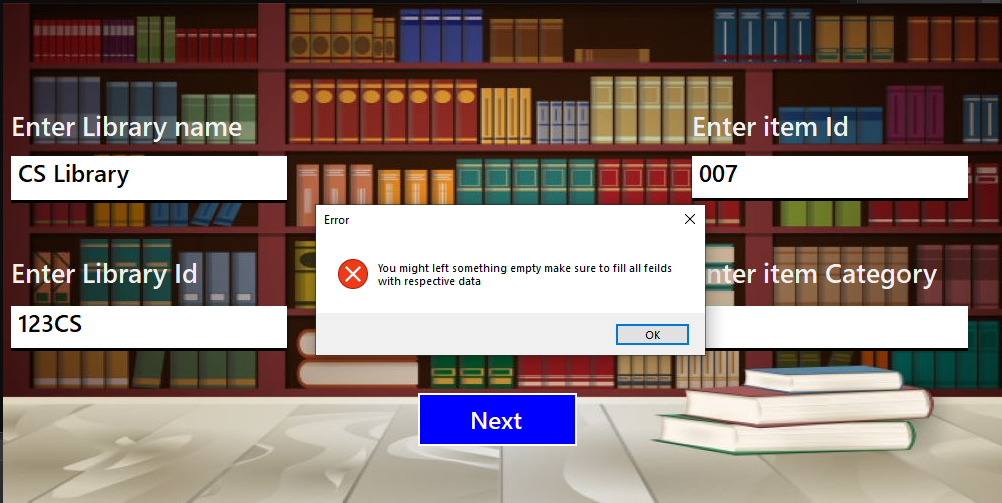 Enter Library name
CS Library
Enter item Id
007
Error
You might left something empty make sure to fill all feilds
with respective data
OK
Enter Library Id
123CS
nter item Category
Next